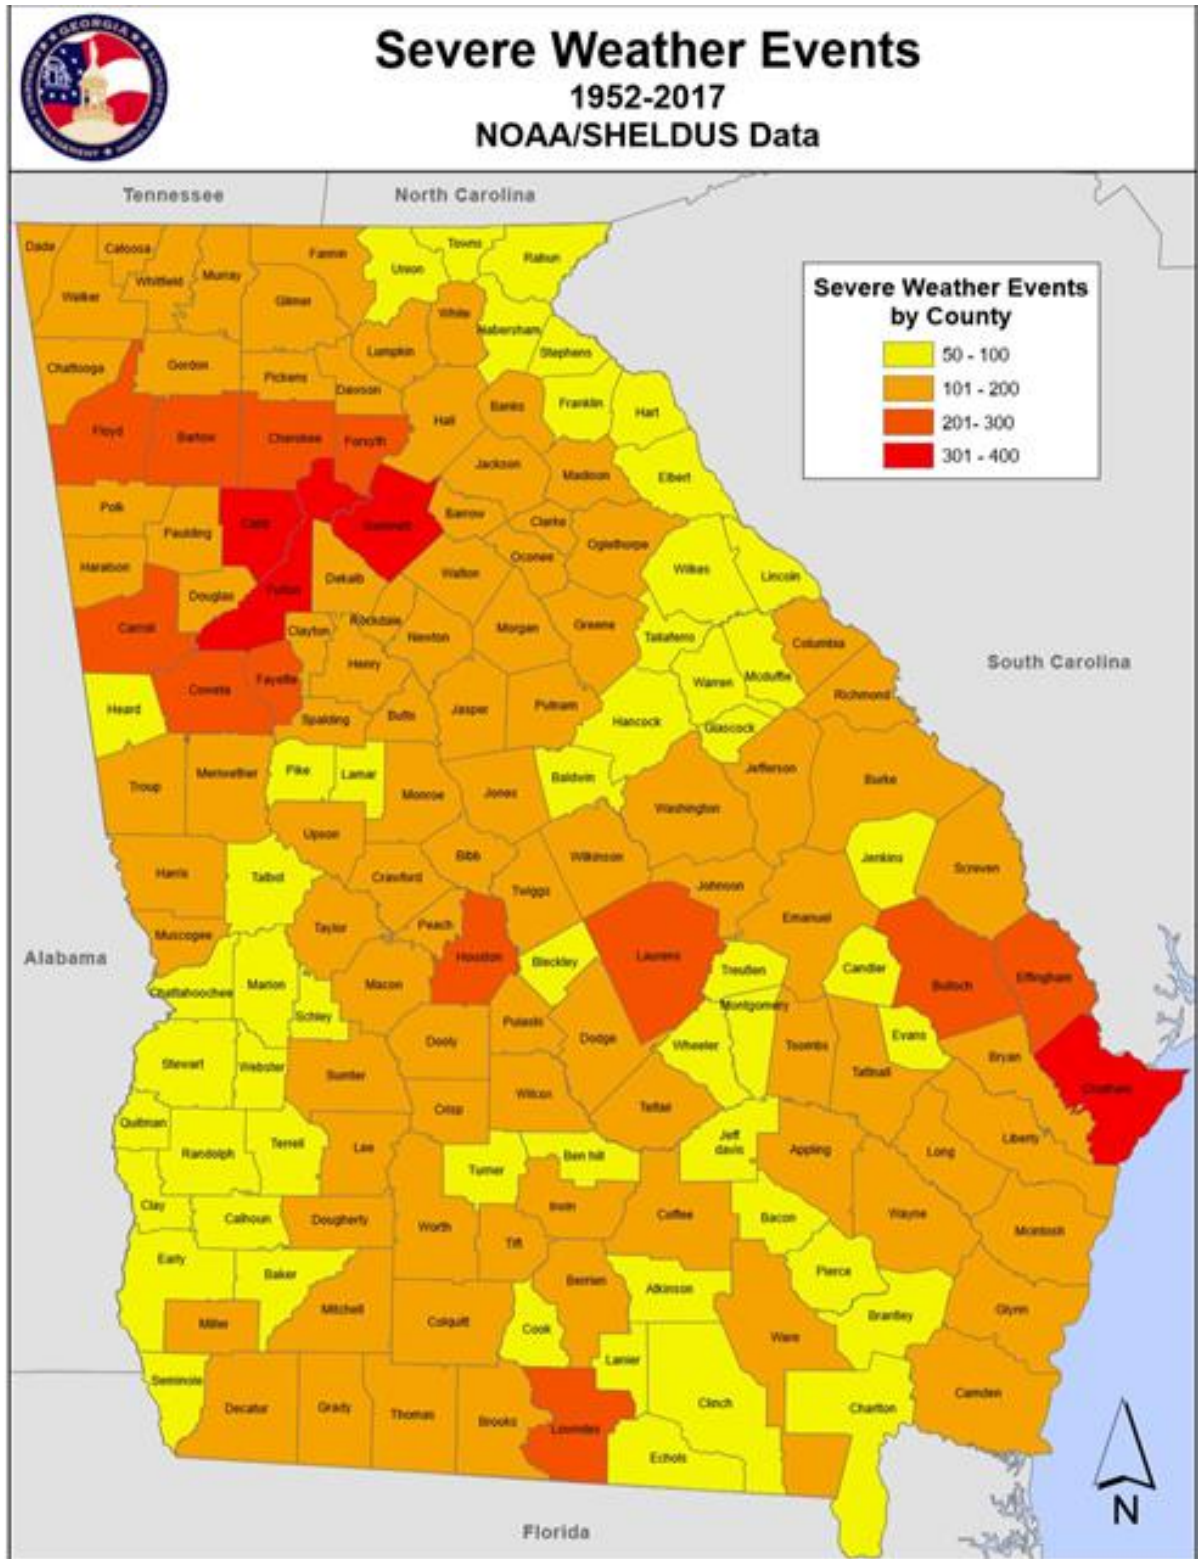 Severe Weather Events
1952-2017
NOAA/SHELDUS Data
GEORGIA
Tennessee
North Carolina
Severe Weather Events
by County
50 - 100
101 - 200
201- 300
301 - 400
Dada
Catoosa
Fannin
Union
Towns
Rabun
Walker
Whitfield
Murray
Gilmer
White
Habersham
Stephens
Chattooga
Gordon
Pickens
Lumpkin
Dawson
Hall
Banks
Franklin
Hart
Floyd
Bartow
Cherokee
Forsyth
Jackson
Madison
Elbert
Polk
Paulding
Cobb
Gwinnett
Barrow
Clarke
Oconee
Oglethorpe
Wilkes
Lincoln
Haralson
Douglas
Fulton
Dekalb
Walton
Carroll
Clayton
Rockdale
Newton
Morgan
Greene
Taliaferro
Columbia
South Carolina
Heard
Coweta
Fayette
Henry
Warren
Mcduffie
Richmond
Spalding
Butts
Jasper
Putnam
Hancock
Glascock
Troup
Meriwether
Pike
Lamar
Monroe
Jones
Baldwin
Washington
Jefferson
Burke
Upson
Harris
Talbot
Crawford
Bibb
Twiggs
Wilkinson
Johnson
Jenkins
Screven
Muscogee
Taylor
Peach
Houston
Bleckley
Laurens
Emanuel
Alabama
Chattahoochee
Marion
Schley
Macon
Treutlen
Candler
Bulloch
Effingham
Stewart
Webster
Sumter
Dooly
Pulaski
Dodge
Wheeler
Montgomery
Toombs
Tattnall
Evans
Bryan
Chatham
Quitman
Randolph
Terrell
Lee
Crisp
Wilcox
Telfair
Jeff
davis
Appling
Long
Liberty
Turner
Ben hill
Clay
Calhoun
Dougherty
Worth
Tift
Irwin
Coffee
Bacon
Wayne
Mcintosh
Early
Baker
Mitchell
Berrien
Atkinson
Pierce
Brantley
Glynn
Miller
Colquitt
Cook
Lanier
Ware
Seminole
Decatur
Grady
Thomas
Brooks
Lowndes
Clinch
Echols
Charlton
Camden
Florida
N